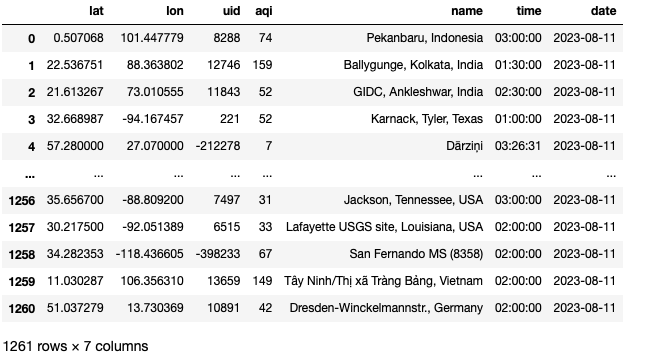 lat lon uid aqi name time date
0 0.507068 101.447779 8288 74 Pekanbaru, Indonesia 03:00:00 2023-08-11
1 22.536751 88.363802 12746 159 Ballygunge, Kolkata, India 01:30:00 2023-08-11
2 21.613267 73.010555 11843 52 GIDC, Ankleshwar, India 02:30:00 2023-08-11
3 32.668987 -94.167457 221 52 Karnack, Tyler, Texas 01:00:00 2023-08-11
4 57.280000 27.070000 -212278 7 Dārziņi 03:26:31 2023-08-11
... ... ... ... ... ... ... ...
1256 35.656700 -88.809200 7497 31 Jackson, Tennessee, USA 03:00:00 2023-08-11
1257 30.217500 -92.051389 6515 33 Lafayette USGS site, Louisiana, USA 02:00:00 2023-08-11
1258 34.282353 -118.436605 -398233 67 San Fernando MS (8358) 02:00:00 2023-08-11
1259 11.030287 106.356310 13659 149 Tây Ninh/Thị xã Tràng Bảng, Vietnam 02:00:00 2023-08-11
1260 51.037279 13.730369 10891 42 Dresden-Winckelmannstr., Germany 02:00:00 2023-08-11
1261 rows × 7 columns